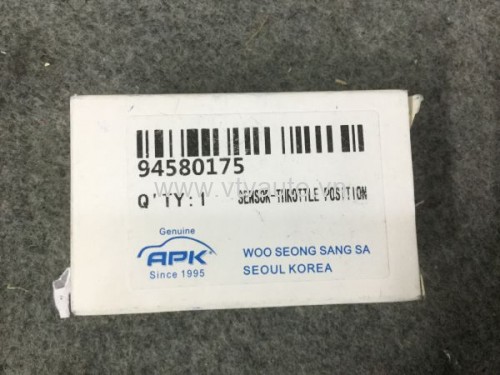 94580175
www.vtvauto.vn
Q'TY:1 SENSOR-THROTTLE POSITION
Genuine
APK
Since 1995
WOO SEONG SANG SA
SEOUL KOREA